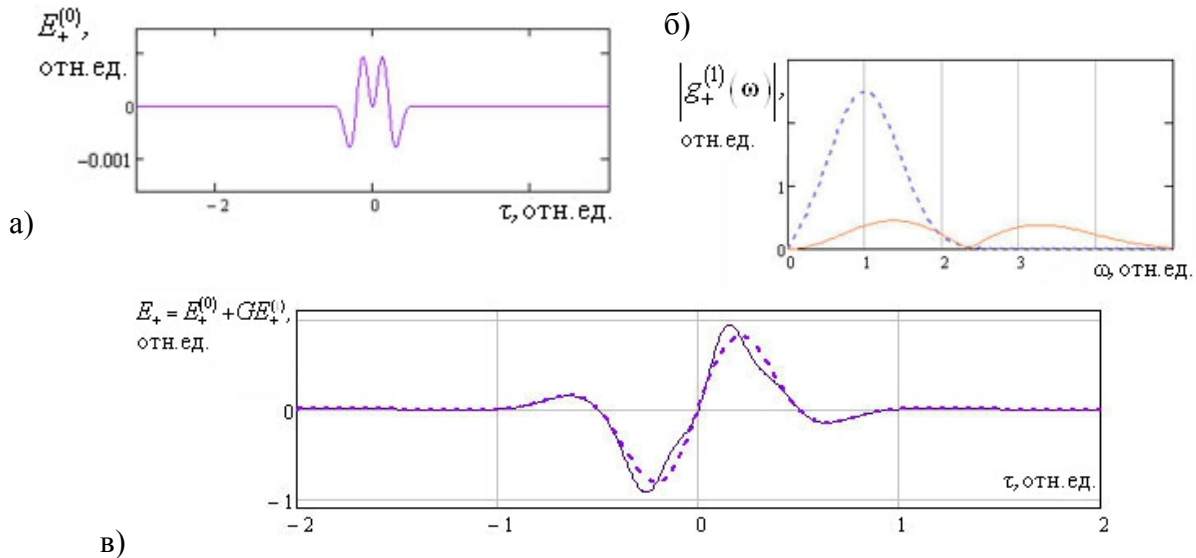 E₊⁽⁰⁾,
отн.ед.
0
−0.001
−2
0
τ, отн.ед.
а)
б)
|g₊⁽¹⁾(ω)|,
отн.ед.
1
0
0
1
2
3
ω, отн.ед.
E₊ = E₊⁽⁰⁾ + GE₊⁽¹⁾,
отн.ед.
0
−1
−2
−1
0
1
2
τ, отн.ед.
в)